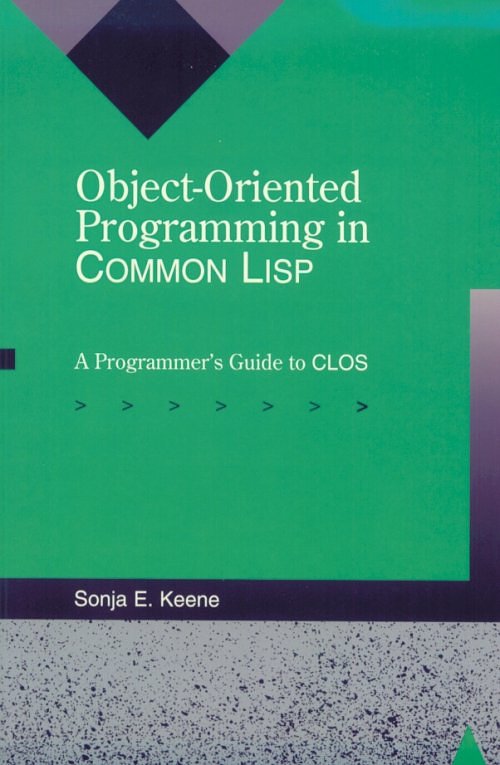 Object-Oriented
Programming in
COMMON LISP
A Programmer's Guide to CLOS
> > > > > > >
Sonja E. Keene